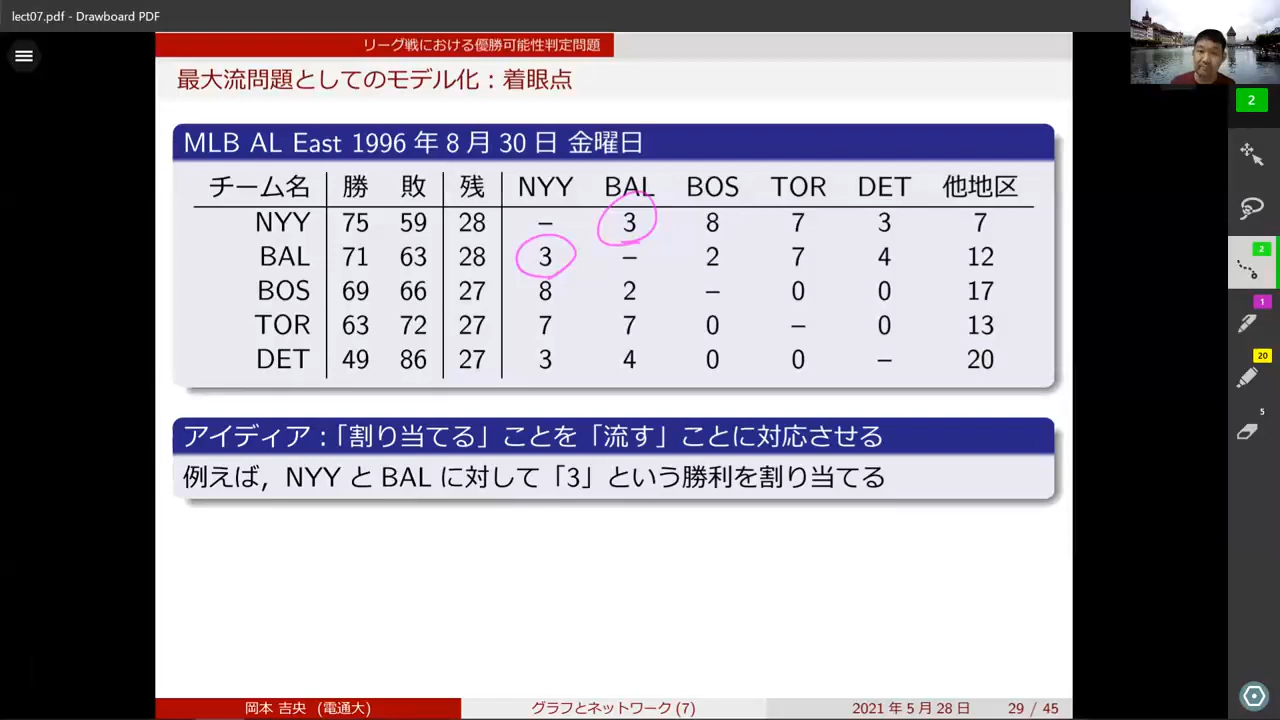 lect07.pdf - Drawboard PDF
リーグ戦における優勝可能性判定問題
最大流問題としてのモデル化：着眼点
MLB AL East 1996 年 8 月 30 日 金曜日
チーム名 勝 敗 残 NYY BAL BOS TOR DET 他地区
NYY 75 59 28 – 3 8 7 3 7
BAL 71 63 28 3 – 2 7 4 12
BOS 69 66 27 8 2 – 0 0 17
TOR 63 72 27 7 7 0 – 0 13
DET 49 86 27 3 4 0 0 – 20
アイディア：「割り当てる」ことを「流す」ことに対応させる
例えば，NYY と BAL に対して「3」という勝利を割り当てる
岡本 吉央 (電通大)
グラフとネットワーク (7)
2021 年 5 月 28 日 29 / 45
2
2
1
20
5